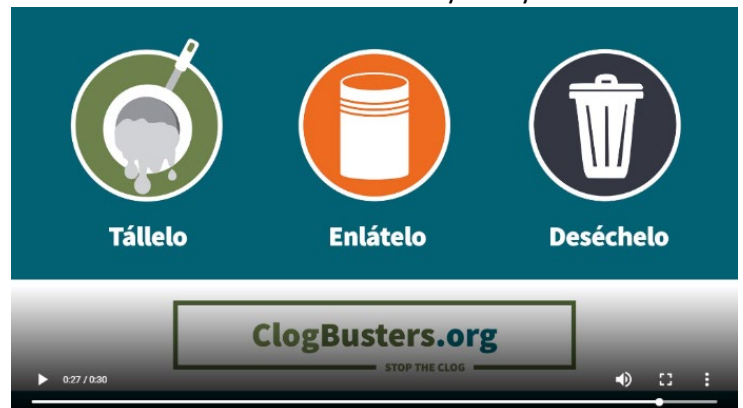 Tállelo Enlátelo Deséchelo
ClogBusters.org
STOP THE CLOG
0:27 / 0:30